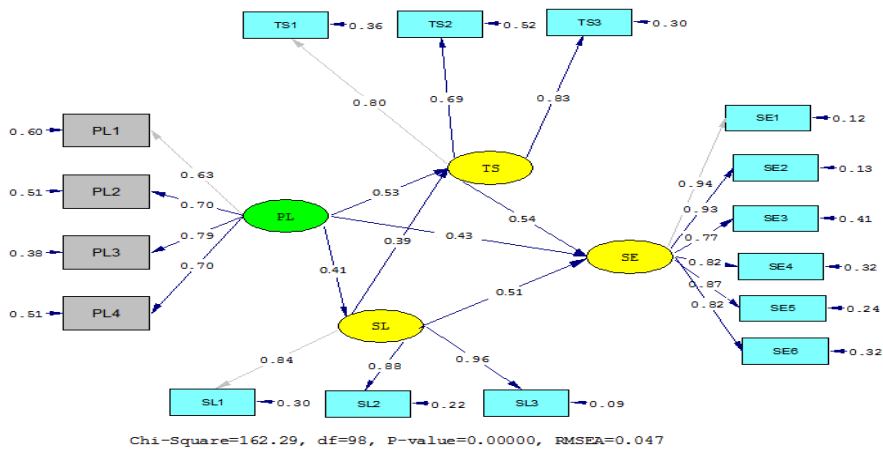 TS1
0.36
TS2
0.52
TS3
0.30
0.80
0.69
0.83
0.60
PL1
0.63
0.51
PL2
0.70
0.38
PL3
0.79
0.51
PL4
0.70
PL
TS
SL
SE
0.53
0.39
0.41
0.43
0.54
0.51
SE1
0.12
0.94
SE2
0.13
0.93
SE3
0.41
0.77
SE4
0.32
0.82
SE5
0.24
0.87
SE6
0.32
0.82
0.84
0.88
0.96
SL1
0.30
SL2
0.22
SL3
0.09
Chi-Square=162.29, df=98, P-value=0.00000, RMSEA=0.047